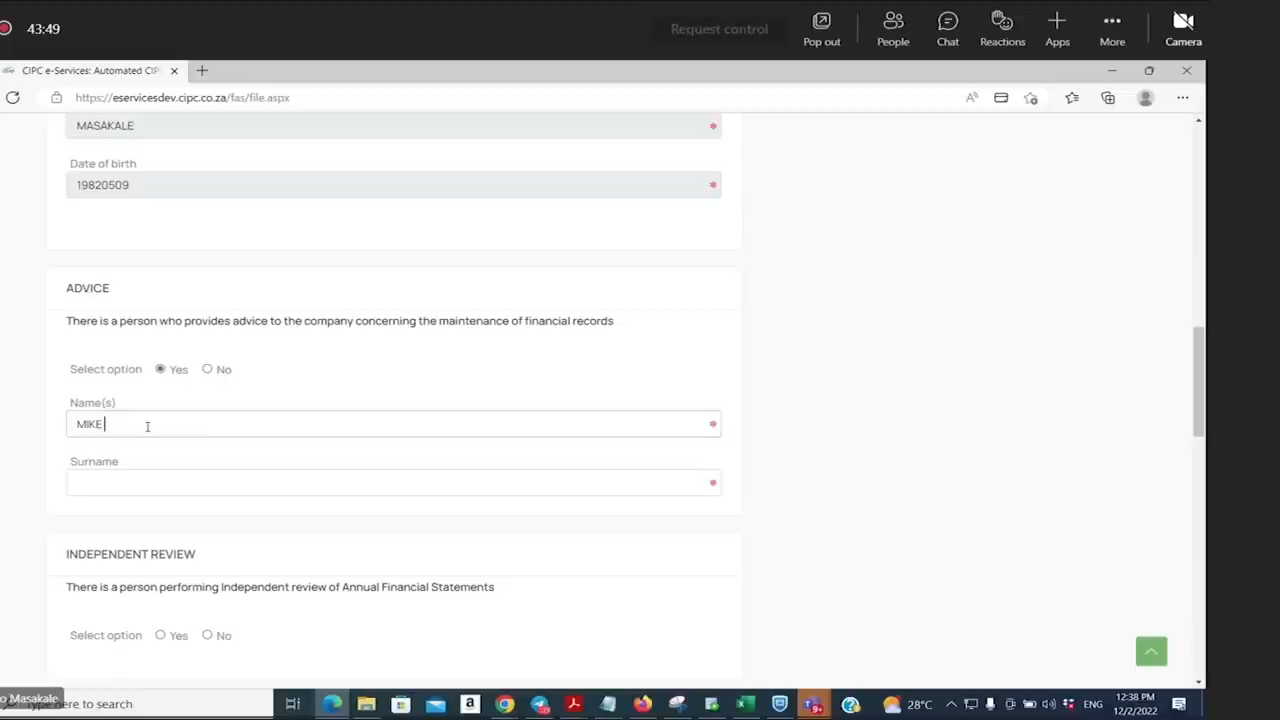 43:49
Request control
Pop out
People
Chat
Reactions
Apps
More
Camera
CIPC e-Services: Automated CIP
https://eservicesdev.cipc.co.za/fas/file.aspx
MASAKALE
Date of birth
19820509
ADVICE
There is a person who provides advice to the company concerning the maintenance of financial records
Select option Yes No
Name(s)
MIKE
Surname
INDEPENDENT REVIEW
There is a person performing Independent review of Annual Financial Statements
Select option Yes No
o Masakale
Type here to search
28°C
ENG
12:38 PM
12/2/2022